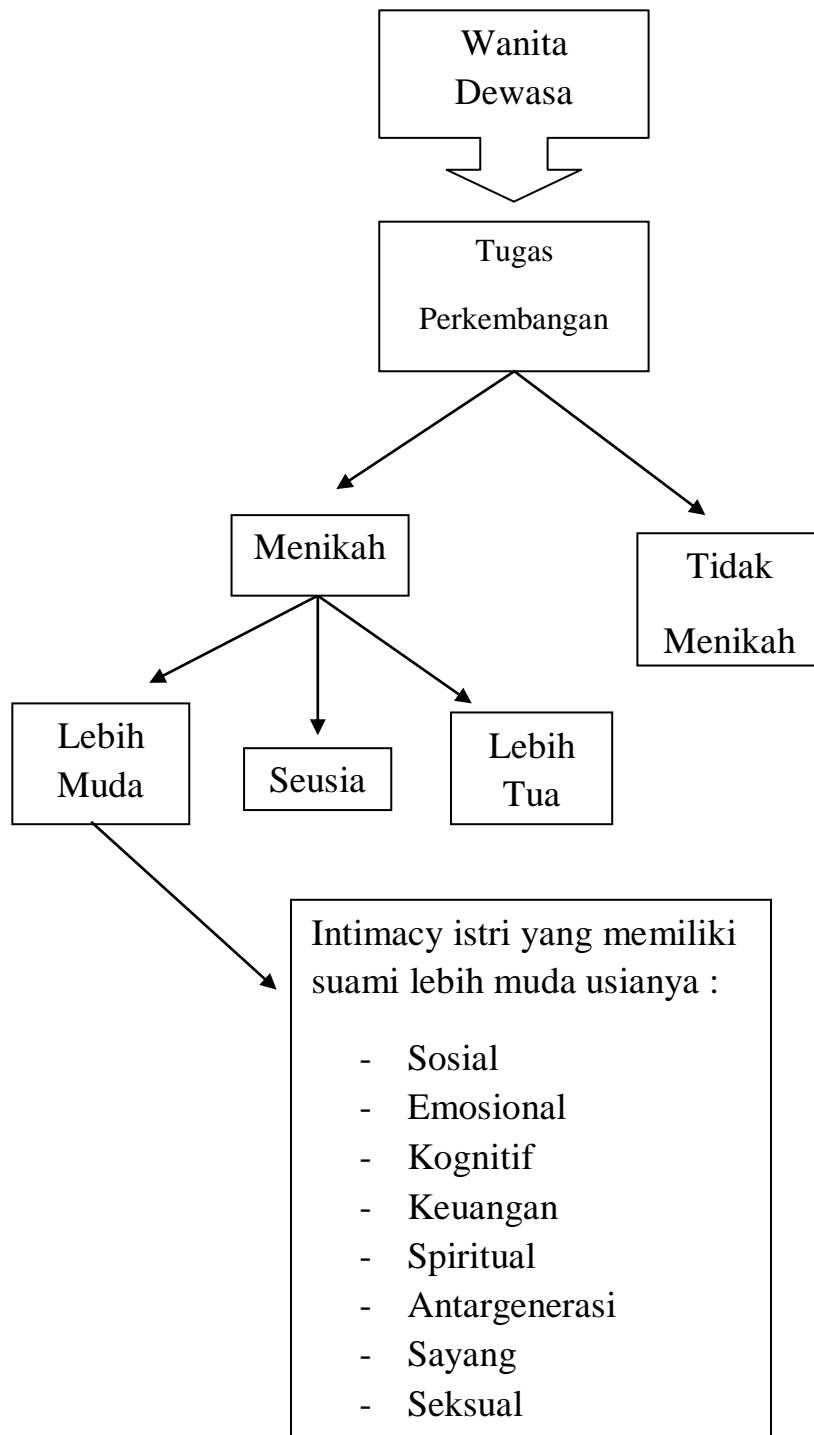 Wanita
Dewasa
Tugas
Perkembangan
Menikah
Tidak
Menikah
Lebih
Muda
Seusia
Lebih
Tua
Intimacy istri yang memiliki
suami lebih muda usianya :
- Sosial
- Emosional
- Kognitif
- Keuangan
- Spiritual
- Antargenerasi
- Sayang
- Seksual